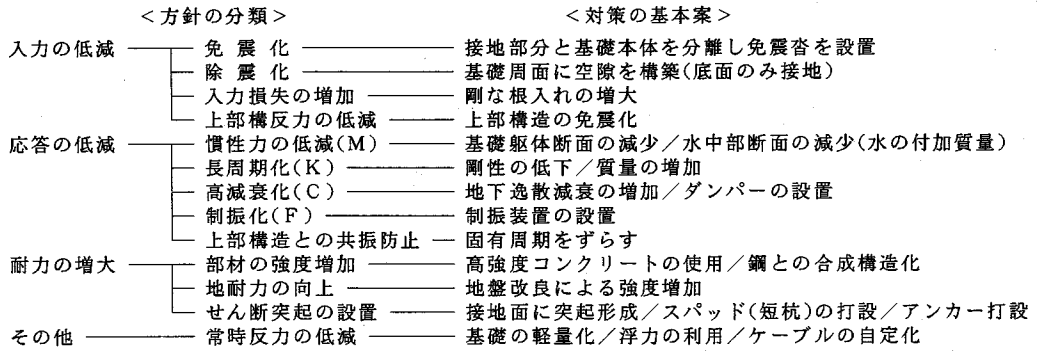 <方針の分類> <対策の基本案>
入力の低減 免震化 接地部分と基礎本体を分離し免震沓を設置
除震化 基礎周面に空隙を構築(底面のみ接地)
入力損失の増加 剛な根入れの増大
上部構反力の低減 上部構造の免震化
応答の低減 慣性力の低減(M) 基礎躯体断面の減少/水中部断面の減少(水の付加質量)
長周期化(K) 剛性の低下/質量の増加
高減衰化(C) 地下逸散減衰の増加/ダンパーの設置
制振化(F) 制振装置の設置
上部構造との共振防止 固有周期をずらす
耐力の増大 部材の強度増加 高強度コンクリートの使用/鋼との合成構造化
地耐力の向上 地盤改良による強度増加
せん断突起の設置 接地面に突起形成/スパッド(短杭)の打設/アンカー打設
その他 常時反力の低減 基礎の軽量化/浮力の利用/ケーブルの自定化